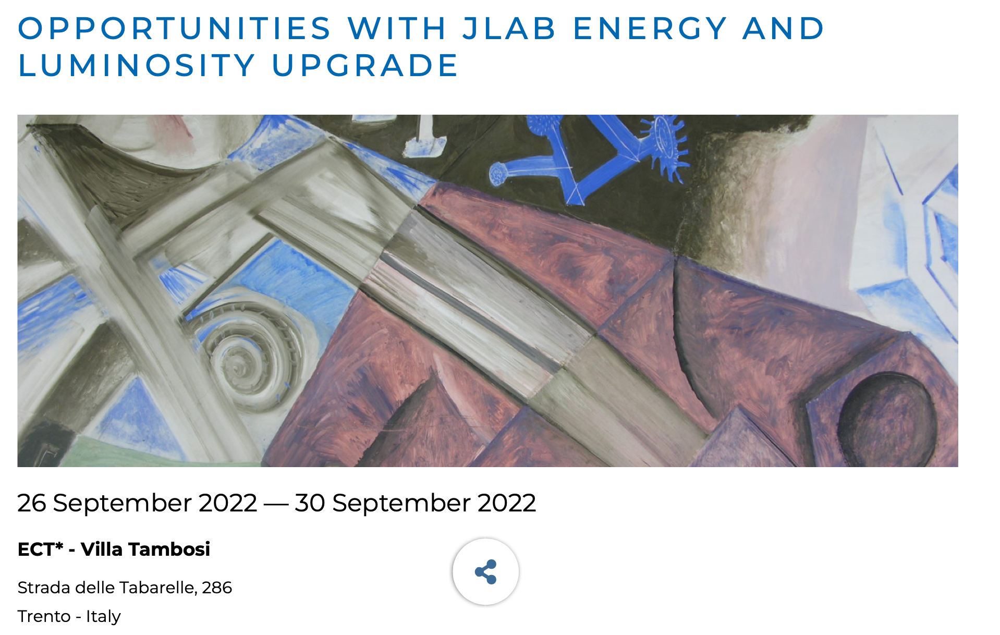 OPPORTUNITIES WITH JLAB ENERGY AND
LUMINOSITY UPGRADE
26 September 2022 — 30 September 2022
ECT* - Villa Tambosi
Strada delle Tabarelle, 286
Trento - Italy